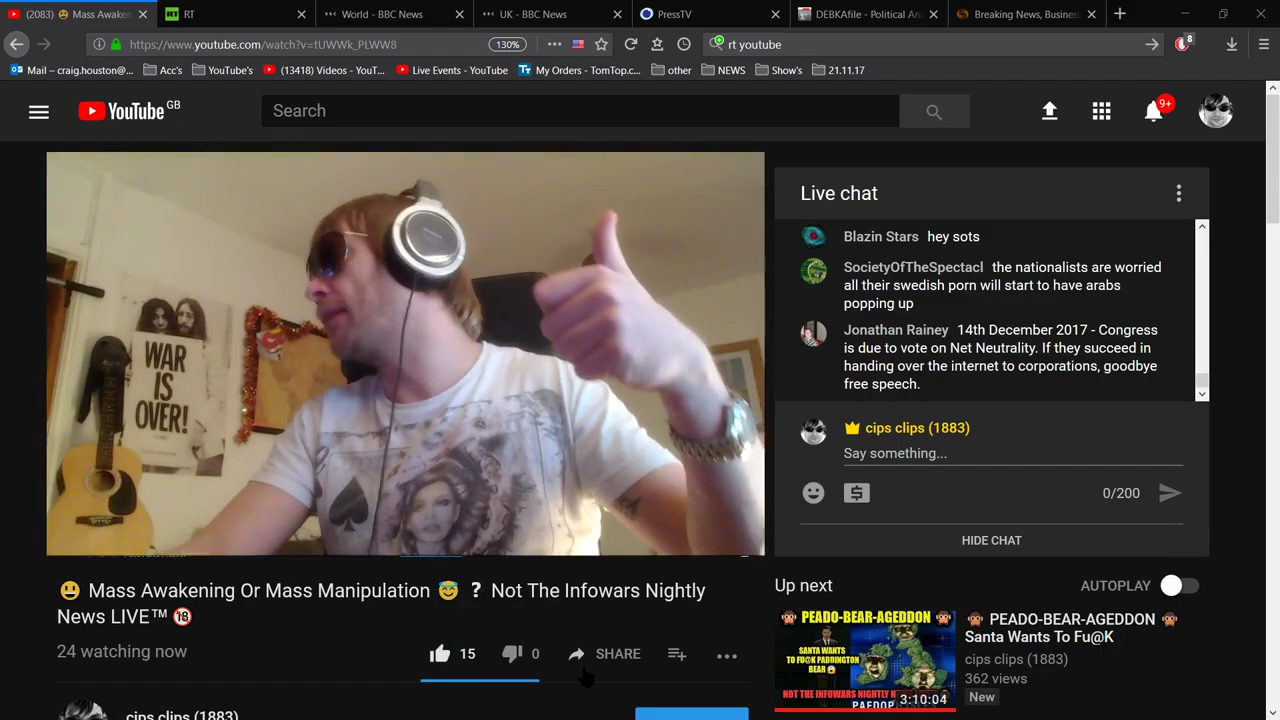 (2083) 😃 Mass Awaken
RT
World - BBC News
UK - BBC News
PressTV
DEBKAfile - Political An
Breaking News, Business
https://www.youtube.com/watch?v=tUWWk_PLWW8
130%
rt youtube
8
Mail – craig.houston@...
Acc's
YouTube's
(13418) Videos - YouT...
Live Events - YouTube
My Orders - TomTop.c...
other
NEWS
Show's
21.11.17
YouTube GB
Search
9+
WAR
IS
OVER!
Live chat
Blazin Stars hey sots
SocietyOfTheSpectacl the nationalists are worried
all their swedish porn will start to have arabs
popping up
Jonathan Rainey 14th December 2017 - Congress
is due to vote on Net Neutrality. If they succeed in
handing over the internet to corporations, goodbye
free speech.
cips clips (1883)
Say something...
0/200
HIDE CHAT
😃 Mass Awakening Or Mass Manipulation 😇 ? Not The Infowars Nightly
News LIVE™ 🔞
24 watching now
15
0
SHARE
cips clips (1883)
Up next
AUTOPLAY
PEADO-BEAR-AGEDDON
SANTA WANTS
TO FU@K
PADDINGTON
BEAR
NOT THE INFOWARS NIGHTLY N
3:10:04
🙊 PEADO-BEAR-AGEDDON 🙊
Santa Wants To Fu@K
cips clips (1883)
362 views
New